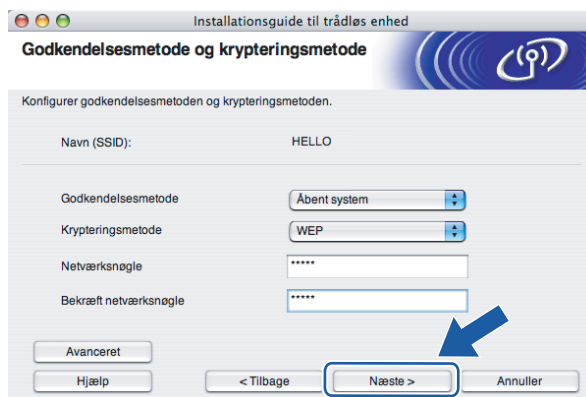 Installationsguide til trådløs enhed
Godkendelsesmetode og krypteringsmetode
Konfigurer godkendelsesmetoden og krypteringsmetoden.
Navn (SSID): HELLO
Godkendelsesmetode Åbent system
Krypteringsmetode WEP
Netværksnøgle *****
Bekræft netværksnøgle *****
Avanceret
Hjælp < Tilbage Næste > Annuller